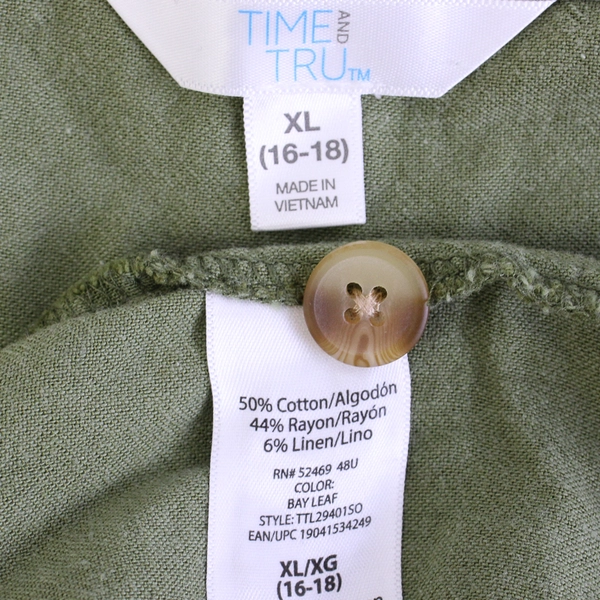 TIME AND
TRU™
XL
(16-18)
MADE IN
VIETNAM
50% Cotton/Algodón
44% Rayon/Rayón
6% Linen/Lino
RN# 52469 48U
COLOR:
BAY LEAF
STYLE: TTL29401SO
EAN/UPC 19041534249
XL/XG
(16-18)